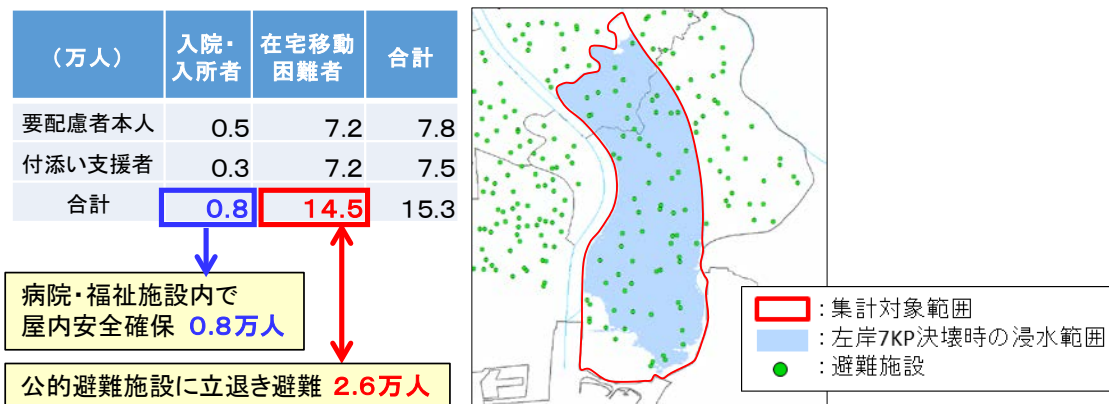 (万人) 入院・入所者 在宅移動困難者 合計
要配慮者本人 0.5 7.2 7.8
付添い支援者 0.3 7.2 7.5
合計 0.8 14.5 15.3
病院・福祉施設内で
屋内安全確保 0.8万人
公的避難施設に立退き避難 2.6万人
:集計対象範囲
:左岸7KP決壊時の浸水範囲
:避難施設